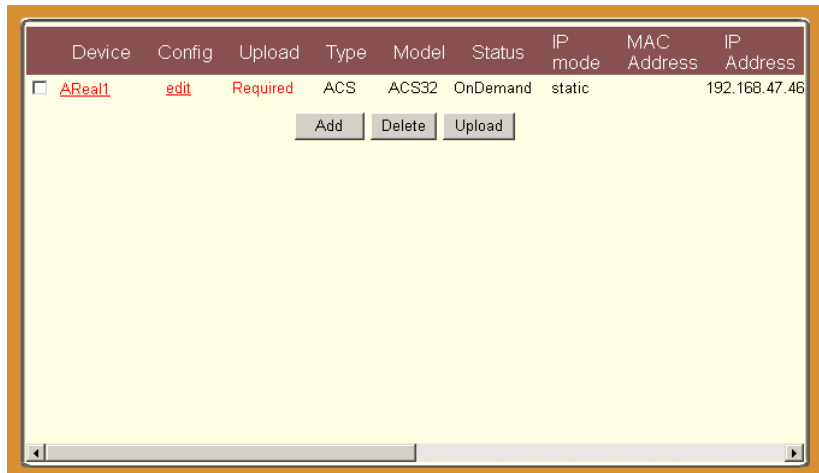 Device Config Upload Type Model Status IP mode MAC Address IP Address
AReal1 edit Required ACS ACS32 OnDemand static 192.168.47.46
Add Delete Upload